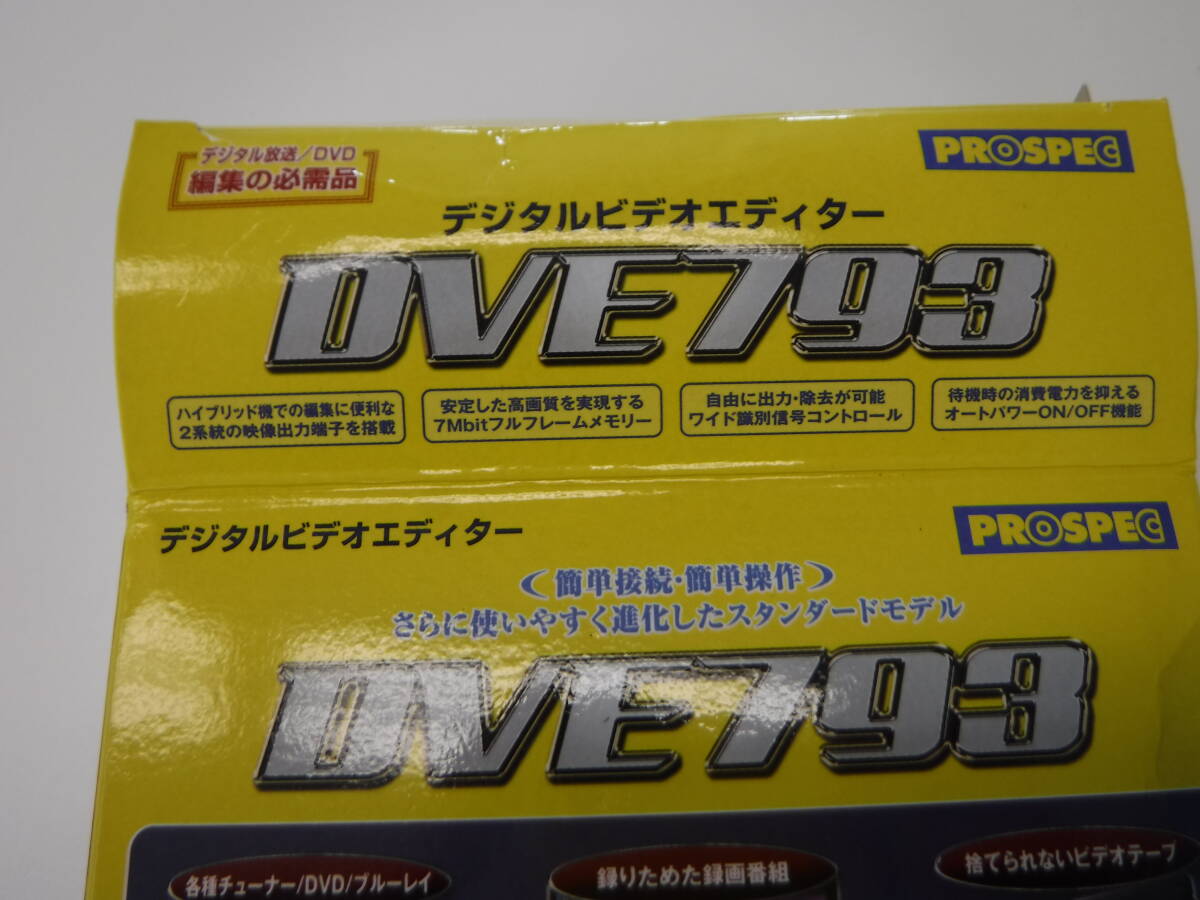 デジタル放送/DVD
編集の必需品
PROSPEC
デジタルビデオエディター
DVE793
ハイブリッド機での編集に便利な
2系統の映像出力端子を搭載
安定した高画質を実現する
7Mbitフルフレームメモリー
自由に出力・除去が可能
ワイド識別信号コントロール
待機時の消費電力を抑える
オートパワーON/OFF機能
デジタルビデオエディター
PROSPEC
〈簡単接続・簡単操作〉
さらに使いやすく進化したスタンダードモデル
DVE793
各種チューナー/DVD/ブルーレイ
録りためた録画番組
捨てられないビデオテープ